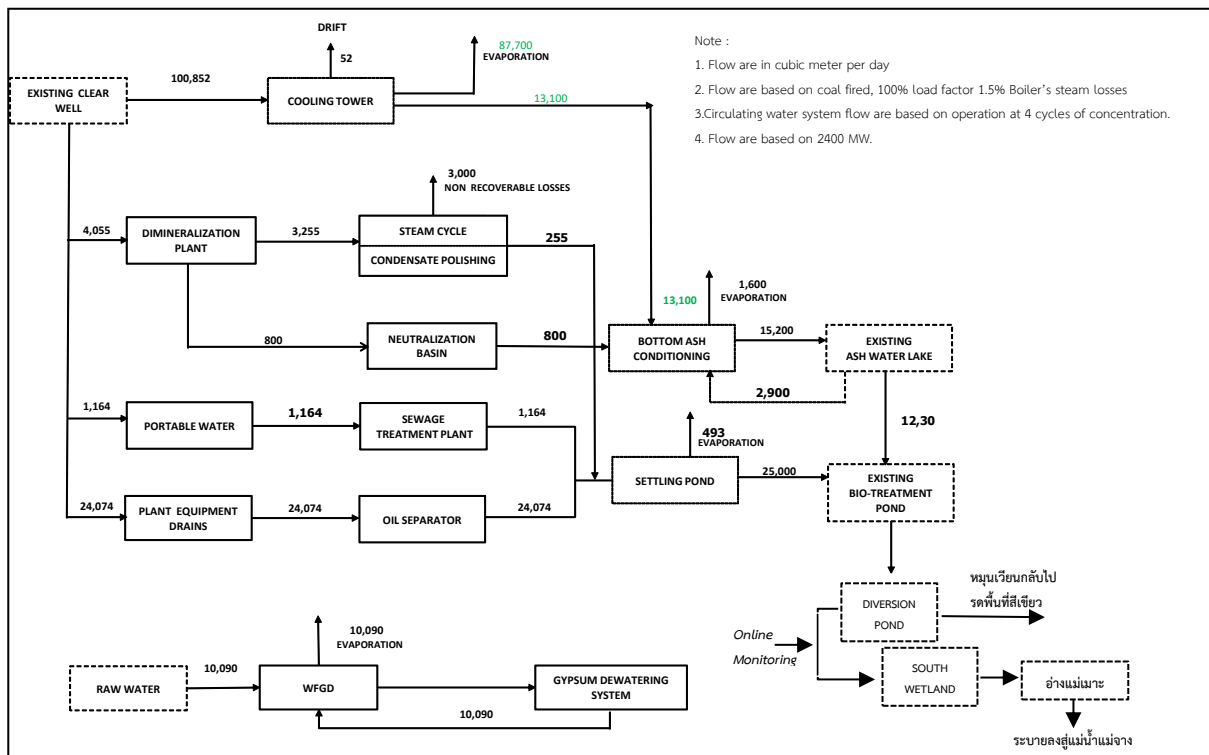 DRIFT
52
87,700
EVAPORATION
Note :
1. Flow are in cubic meter per day
2. Flow are based on coal fired, 100% load factor 1.5% Boiler's steam losses
3.Circulating water system flow are based on operation at 4 cycles of concentration.
4. Flow are based on 2400 MW.
EXISTING CLEAR
WELL
100,852
COOLING TOWER
13,100
3,000
NON RECOVERABLE LOSSES
4,055
DIMINERALIZATION
PLANT
3,255
STEAM CYCLE
CONDENSATE POLISHING
255
800
NEUTRALIZATION
BASIN
800
13,100
1,600
EVAPORATION
BOTTOM ASH
CONDITIONING
15,200
EXISTING
ASH WATER LAKE
2,900
12,30
1,164
PORTABLE WATER
1,164
SEWAGE
TREATMENT PLANT
1,164
493
EVAPORATION
SETTLING POND
25,000
EXISTING
BIO-TREATMENT
POND
24,074
PLANT EQUIPMENT
DRAINS
24,074
OIL SEPARATOR
24,074
DIVERSION
POND
หมุนเวียนกลับไป
รดพื้นที่สีเขียว
Online
Monitoring
SOUTH
WETLAND
อ่างแม่เมาะ
ระบายลงสู่แม่น้ำแม่จาง
10,090
EVAPORATION
RAW WATER
10,090
WFGD
GYPSUM DEWATERING
SYSTEM
10,090